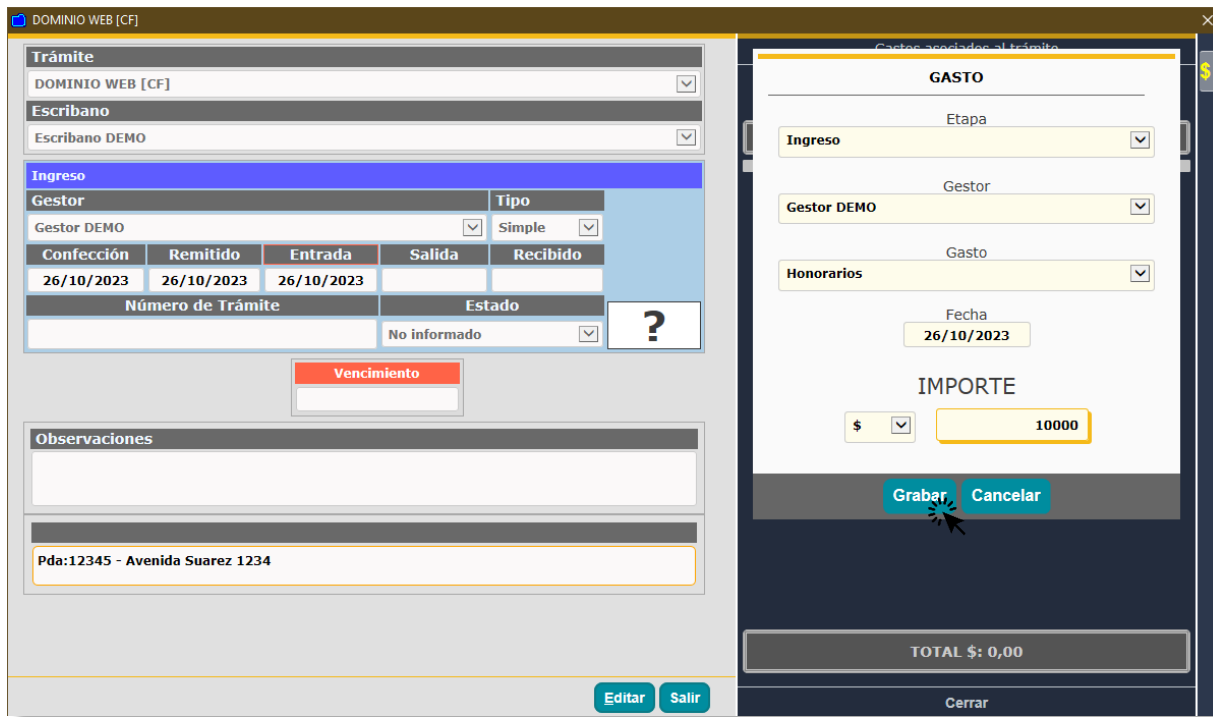 DOMINIO WEB [CF]
Trámite
DOMINIO WEB [CF]
Escribano
Escribano DEMO
Ingreso
Gestor Tipo
Gestor DEMO Simple
Confección Remitido Entrada Salida Recibido
26/10/2023 26/10/2023 26/10/2023
Número de Trámite Estado
No informado
?
Vencimiento
Observaciones
Pda:12345 - Avenida Suarez 1234
Editar Salir
Gastos asociados al trámite
$
GASTO
Etapa
Ingreso
Gestor
Gestor DEMO
Gasto
Honorarios
Fecha
26/10/2023
IMPORTE
$ 10000
Grabar Cancelar
TOTAL $: 0,00
Cerrar